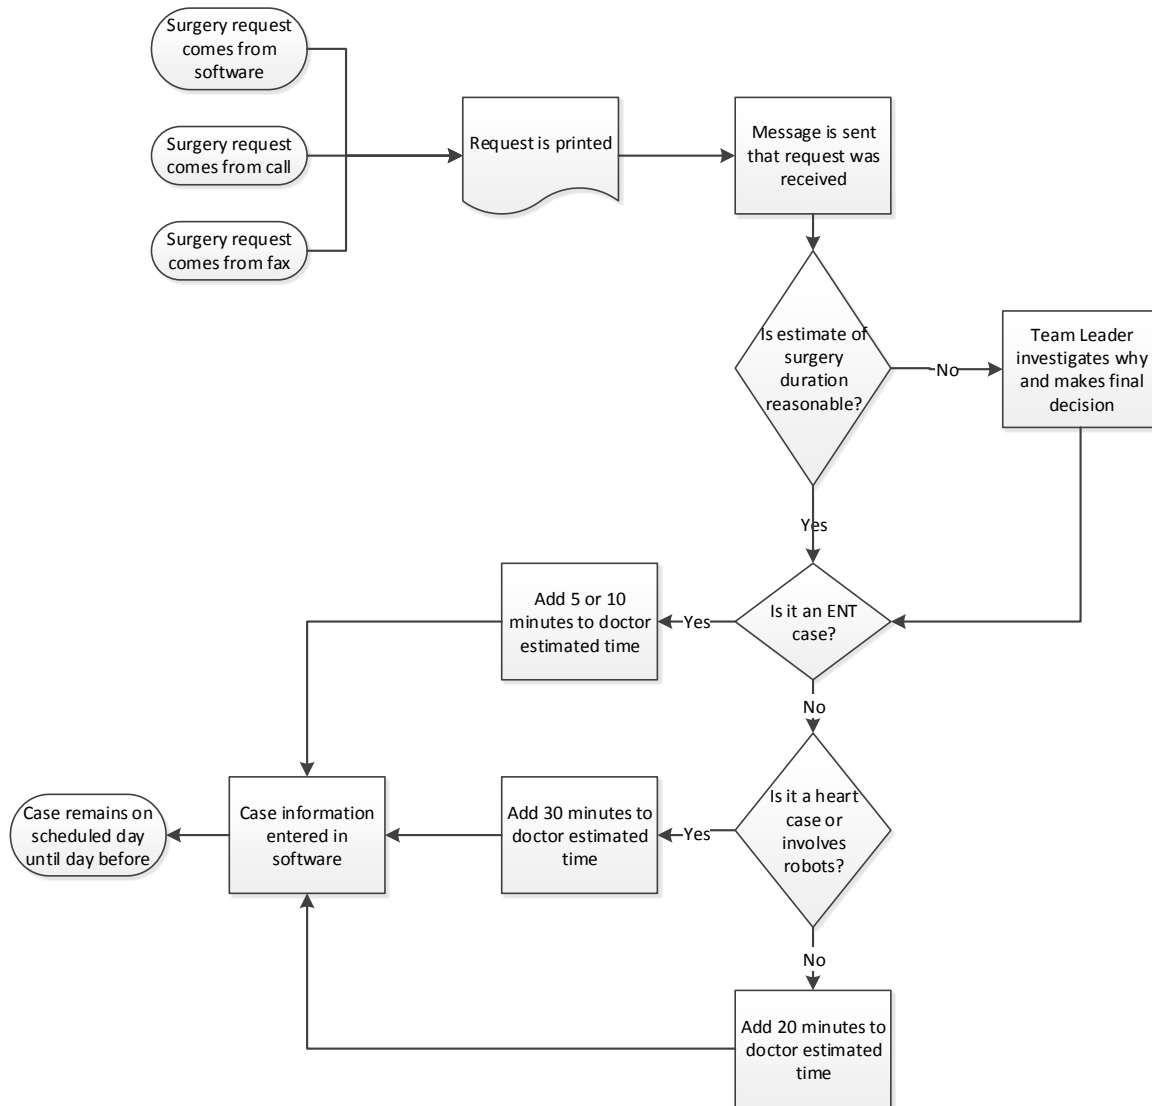 Surgery request
comes from
software
Surgery request
comes from call
Surgery request
comes from fax
Request is printed
Message is sent
that request was
received
Is estimate of
surgery
duration
reasonable?
No
Team Leader
investigates why
and makes final
decision
Yes
Is it an ENT
case?
Yes
Add 5 or 10
minutes to doctor
estimated time
No
Is it a heart
case or
involves
robots?
Yes
Add 30 minutes to
doctor estimated
time
Case information
entered in
software
Case remains on
scheduled day
until day before
No
Add 20 minutes to
doctor estimated
time